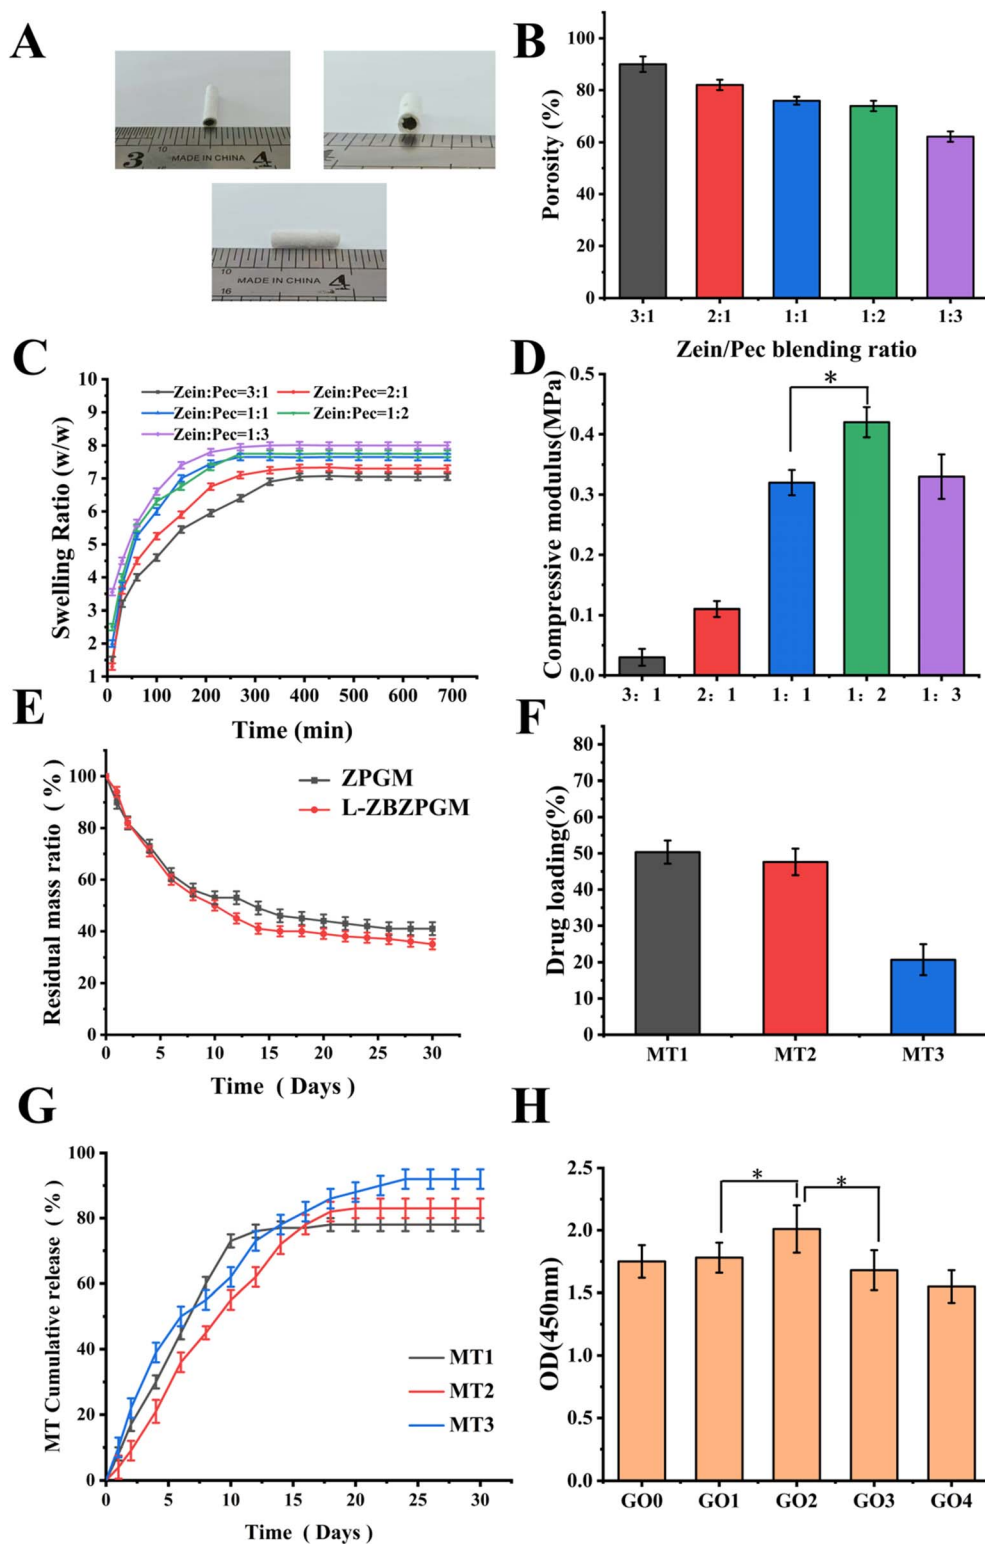 A
3 MADE IN CHINA 4
10
MADE IN CHINA 4
16
B
Porosity (%)
100
80
60
40
20
0
3:1 2:1 1:1 1:2 1:3
Zein/Pec blending ratio
C
Swelling Ratio (w/w)
10
9
8
7
6
5
4
3
2
1
Zein:Pec=3:1 Zein:Pec=2:1
Zein:Pec=1:1 Zein:Pec=1:2
Zein:Pec=1:3
0 100 200 300 400 500 600 700
Time (min)
D
Compressive modulus(MPa)
*
0.4
0.3
0.2
0.1
0.0
3: 1 2: 1 1: 1 1: 2 1: 3
E
Residual mass ratio ( % )
100
80
60
40
20
0
ZPGM
L-ZBZPGM
0 5 10 15 20 25 30
Time ( Days )
F
Drug loading(%)
80
70
60
50
40
30
20
10
0
MT1 MT2 MT3
G
MT Cumulative release ( % )
100
80
60
40
20
0
MT1
MT2
MT3
0 5 10 15 20 25 30
Time ( Days )
H
OD(450nm)
2.5
2.0
1.5
1.0
0.5
0.0
* *
GO0 GO1 GO2 GO3 GO4